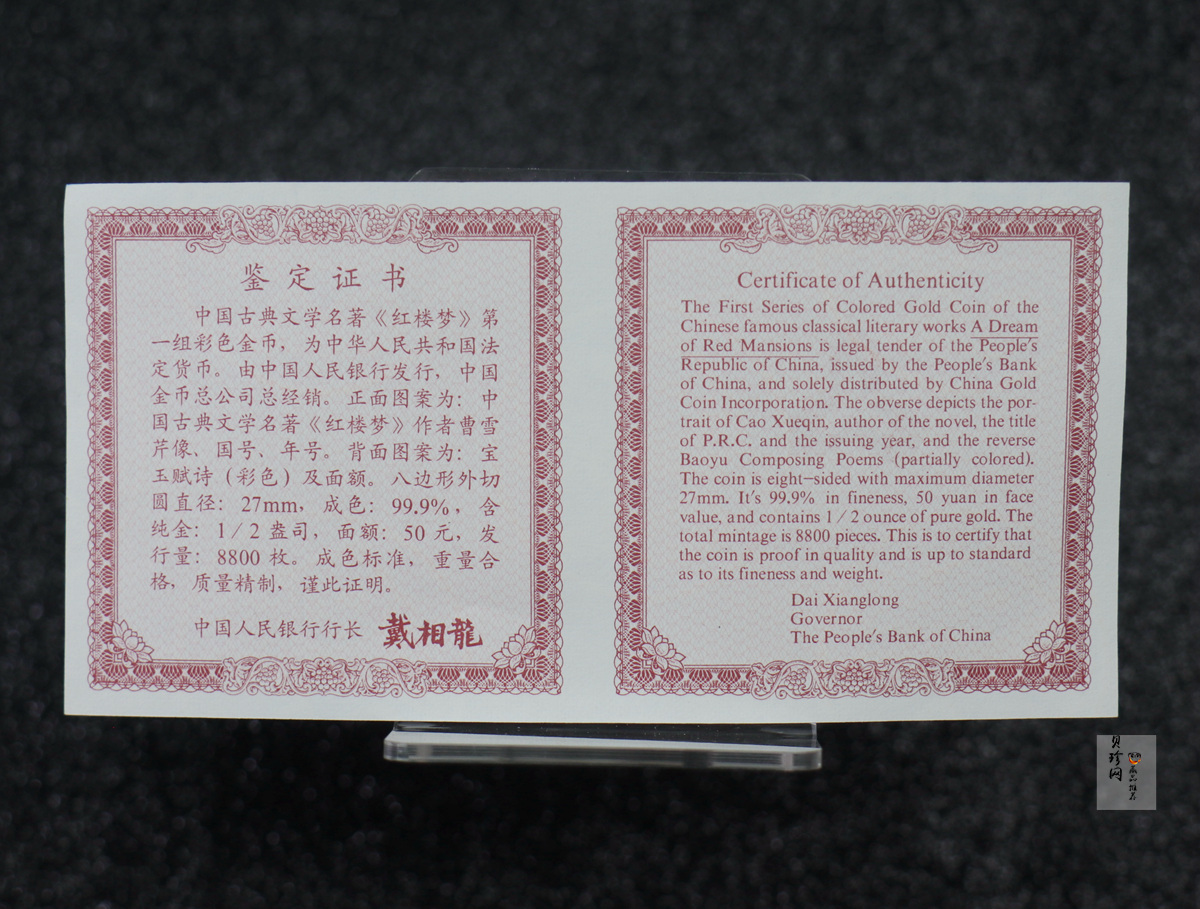 鉴定证书
中国古典文学名著《红楼梦》第
一组彩色金币，为中华人民共和国法
定货币。由中国人民银行发行，中国
金币总公司总经销。正面图案为：中
国古典文学名著《红楼梦》作者曹雪
芹像、国号、年号。背面图案为：宝
玉赋诗（彩色）及面额。八边形外切
圆直径：27mm，成色：99.9%，含
纯金：1/2盎司，面额：50元，发
行量：8800枚。成色标准，重量合
格，质量精制，谨此证明。
中国人民银行行长 戴相龍
Certificate of Authenticity
The First Series of Colored Gold Coin of the
Chinese famous classical literary works A Dream
of Red Mansions is legal tender of the People's
Republic of China, issued by the People's Bank
of China, and solely distributed by China Gold
Coin Incorporation. The obverse depicts the por-
trait of Cao Xueqin, author of the novel, the title
of P.R.C. and the issuing year, and the reverse
Baoyu Composing Poems (partially colored).
The coin is eight-sided with maximum diameter
27mm. It's 99.9% in fineness, 50 yuan in face
value, and contains 1/2 ounce of pure gold. The
total mintage is 8800 pieces. This is to certify that
the coin is proof in quality and is up to standard
as to its fineness and weight.
Dai Xianglong
Governor
The People's Bank of China
贝珍网